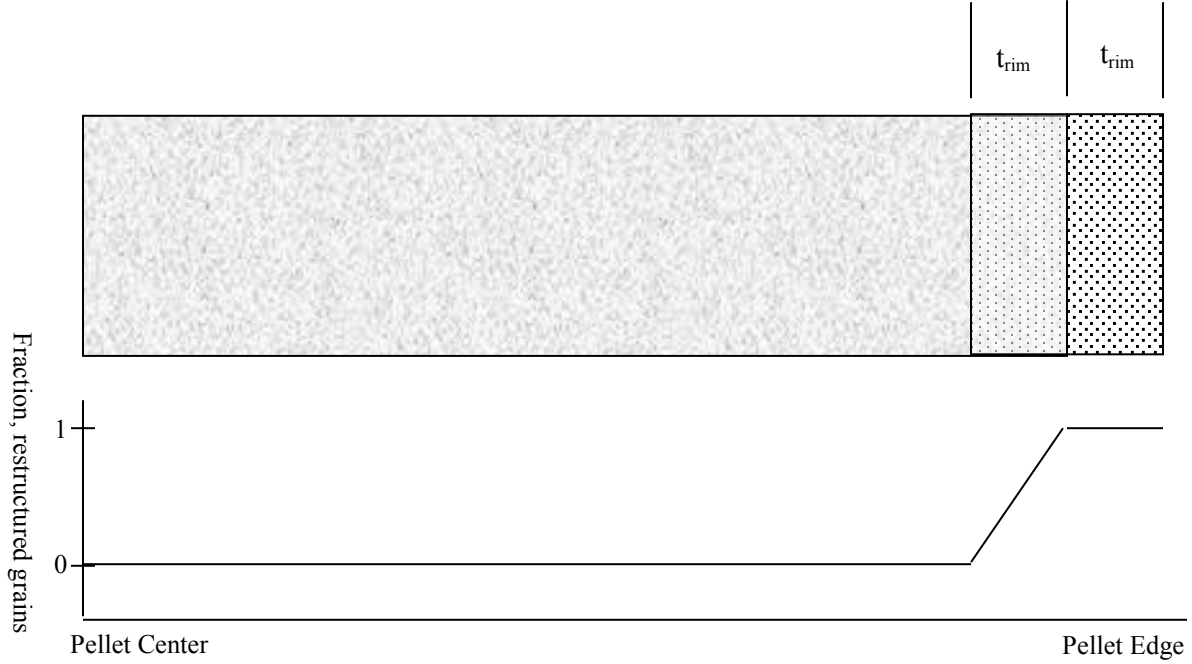 t_rim
t_rim
Fraction, restructured grains
1
0
Pellet Center
Pellet Edge